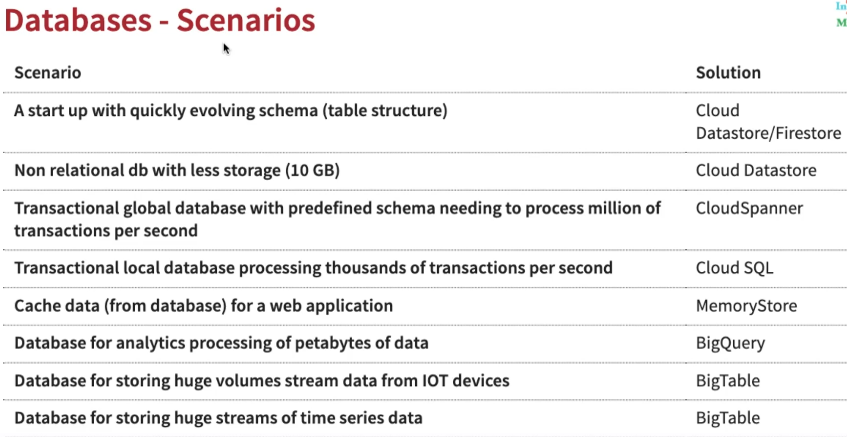 Databases - Scenarios
In
M
Scenario Solution
A start up with quickly evolving schema (table structure) Cloud
Datastore/Firestore
Non relational db with less storage (10 GB) Cloud Datastore
Transactional global database with predefined schema needing to process million of CloudSpanner
transactions per second
Transactional local database processing thousands of transactions per second Cloud SQL
Cache data (from database) for a web application MemoryStore
Database for analytics processing of petabytes of data BigQuery
Database for storing huge volumes stream data from IOT devices BigTable
Database for storing huge streams of time series data BigTable